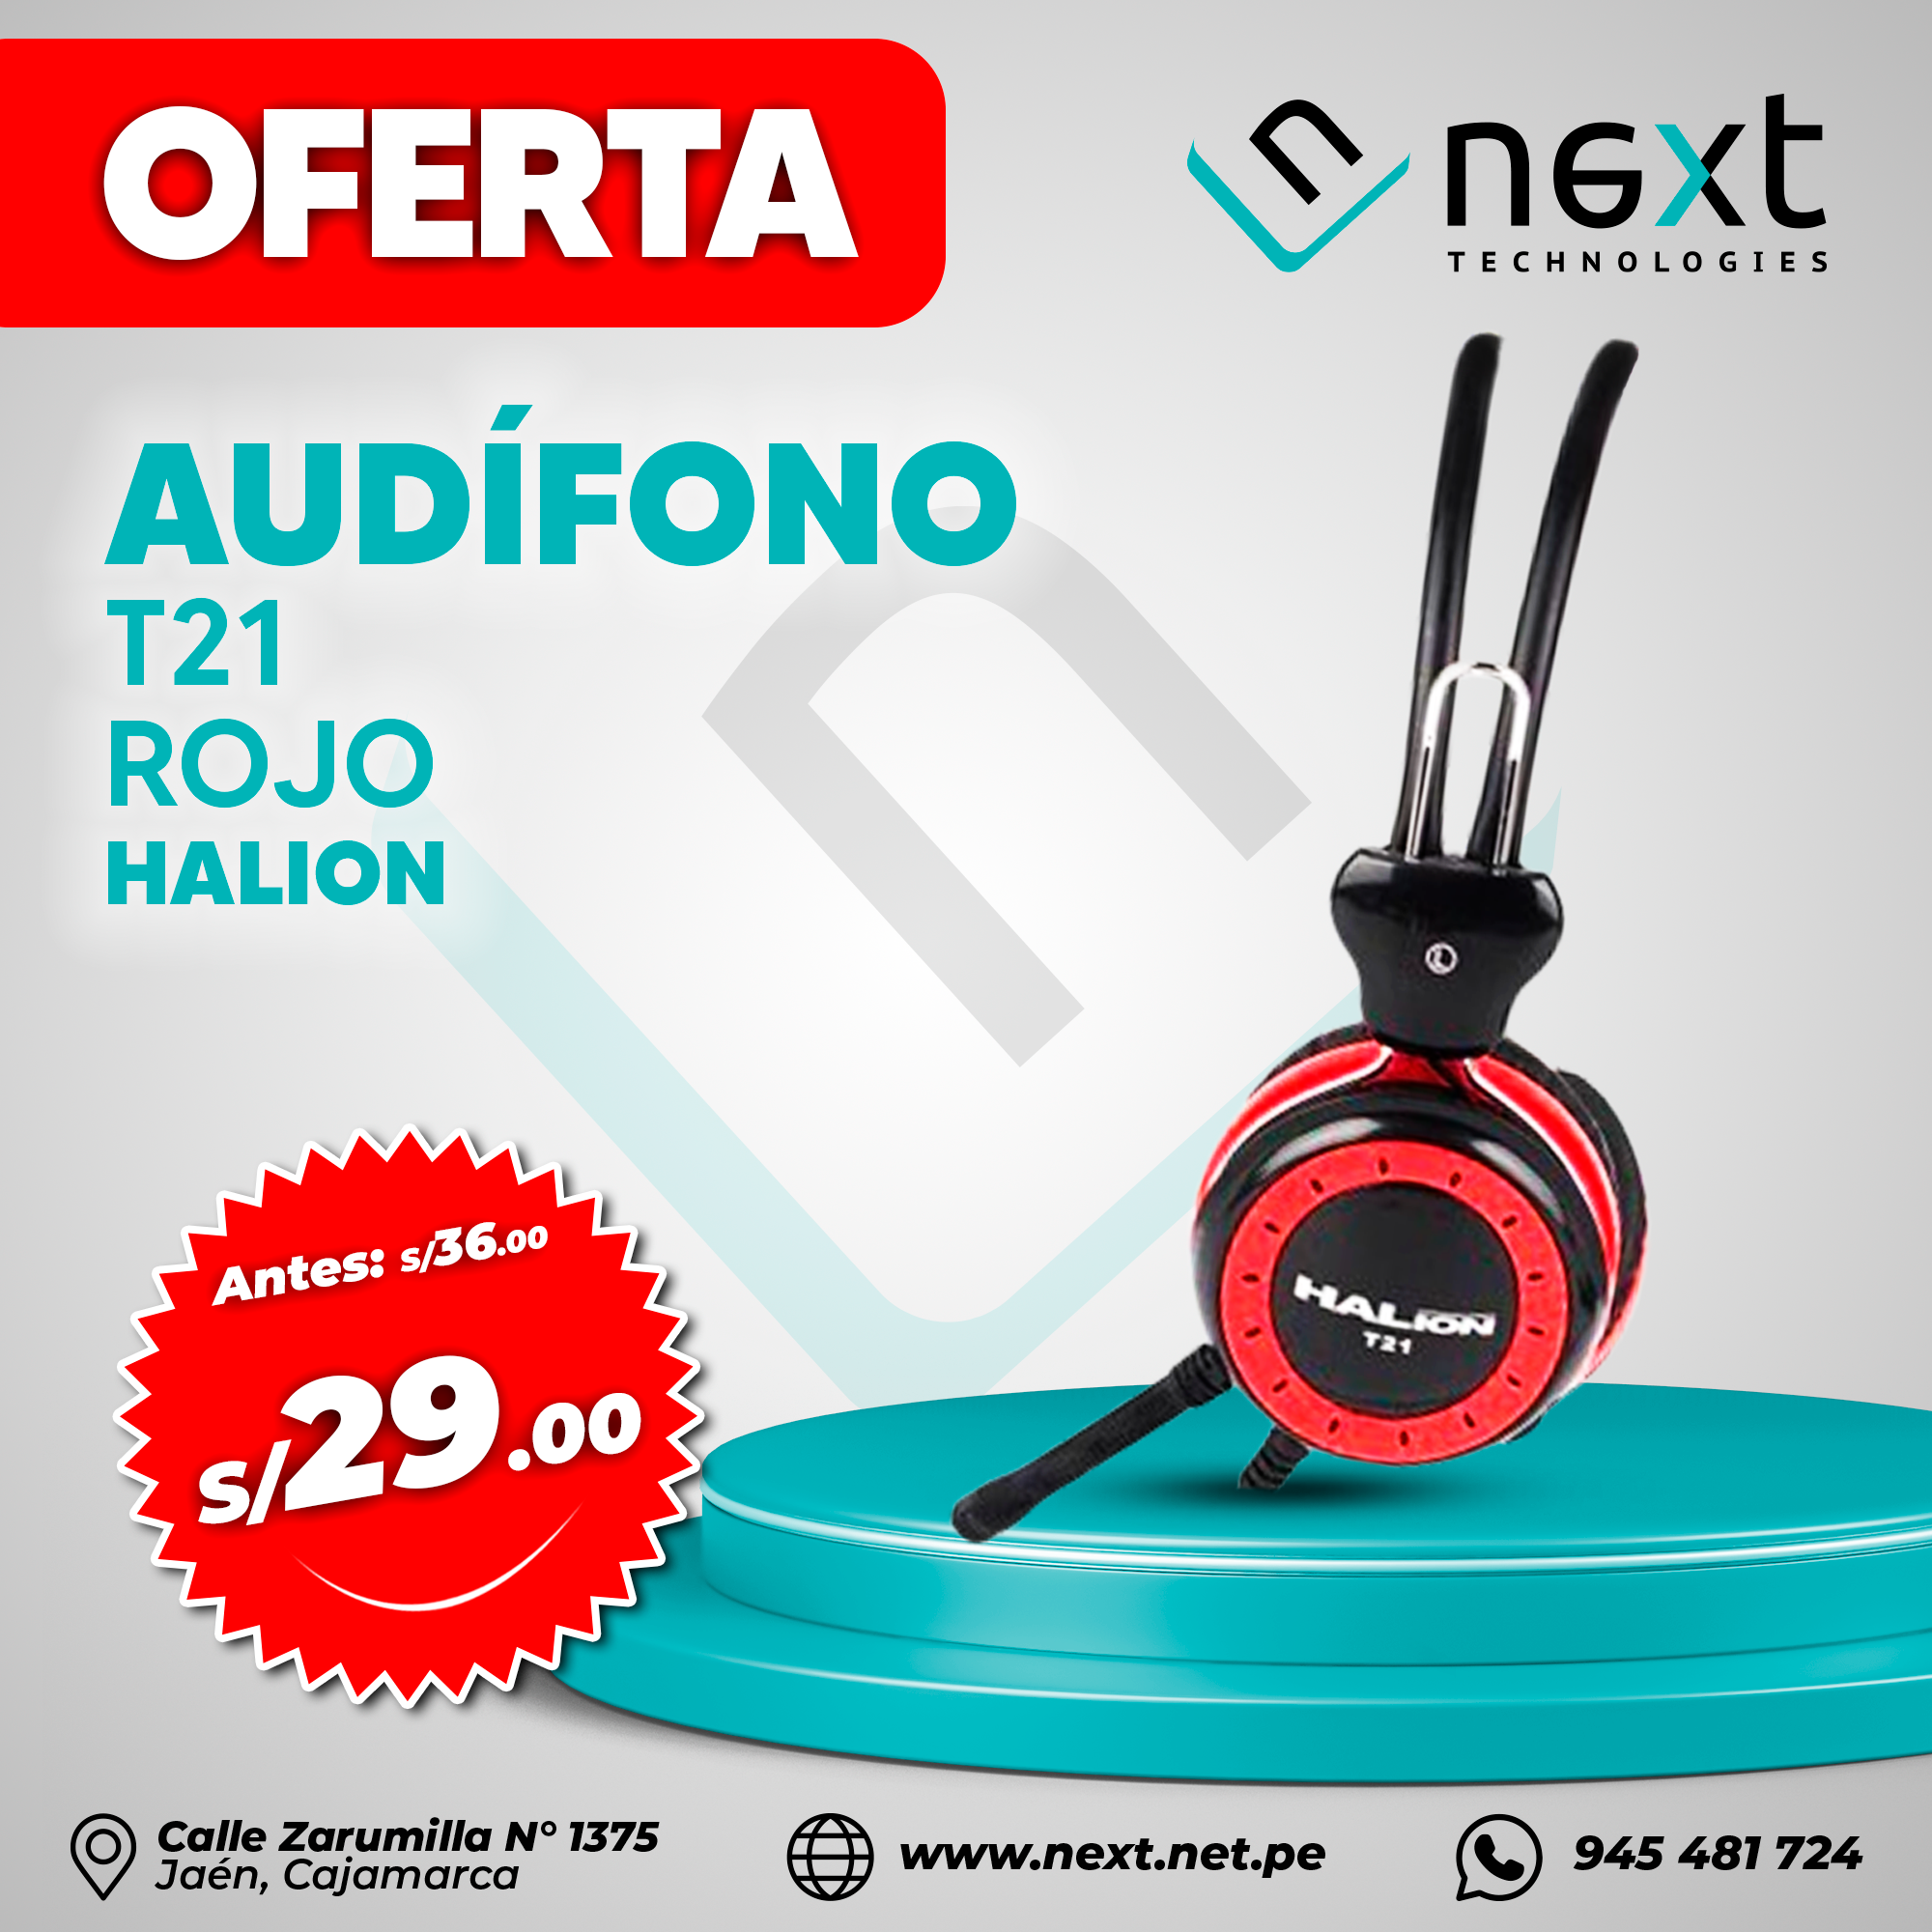 OFERTA
next
TECHNOLOGIES
AUDÍFONO
T21
ROJO
HALION
Antes: s/36.00
s/29.00
L
HALION
T21
Calle Zarumilla N° 1375
Jaén, Cajamarca
www.next.net.pe
945 481 724